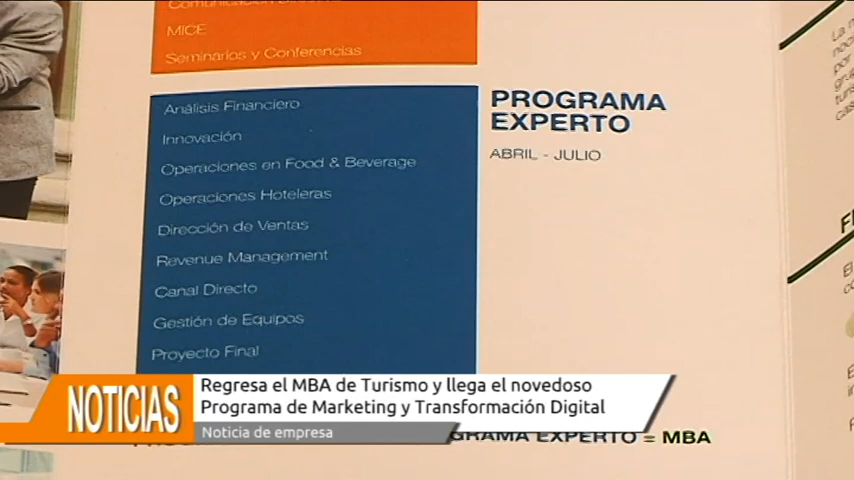 MICE
Seminarios y Conferencias
Análisis Financiero
Innovación
Operaciones en Food & Beverage
Operaciones Hoteleras
Dirección de Ventas
Revenue Management
Canal Directo
Gestión de Equipos
Proyecto Final
PROGRAMA
EXPERTO
ABRIL - JULIO
NOTICIAS
Regresa el MBA de Turismo y llega el novedoso
Programa de Marketing y Transformación Digital
Noticia de empresa
EXPERTO = MBA